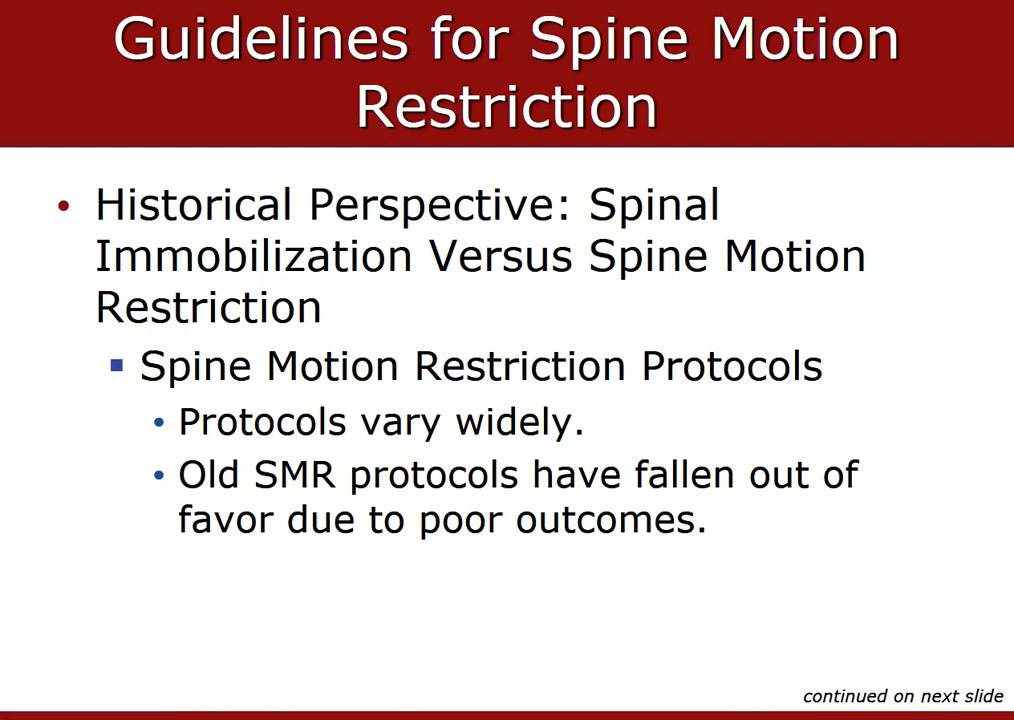 Guidelines for Spine Motion
Restriction
• Historical Perspective: Spinal
Immobilization Versus Spine Motion
Restriction
▪ Spine Motion Restriction Protocols
• Protocols vary widely.
• Old SMR protocols have fallen out of
favor due to poor outcomes.
continued on next slide